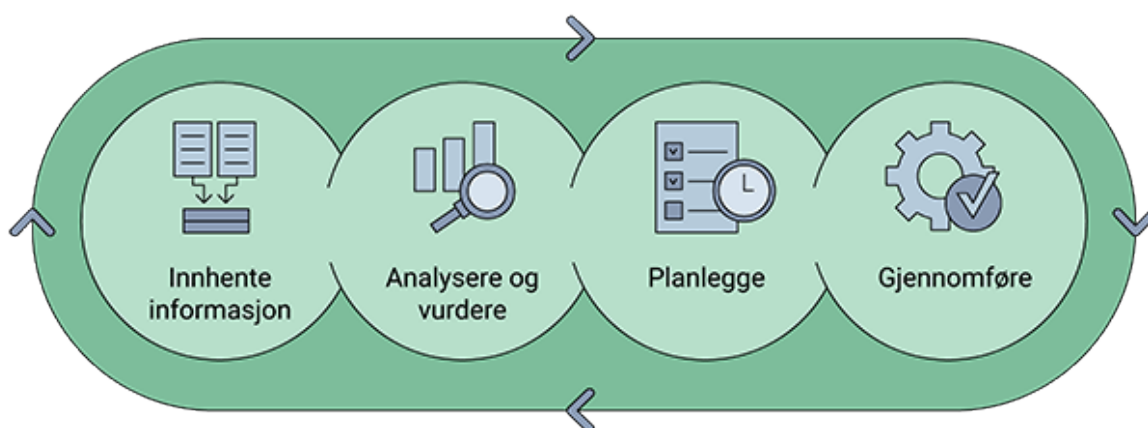 Innhente
informasjon
Analysere og
vurdere
Planlegge
Gjennomføre